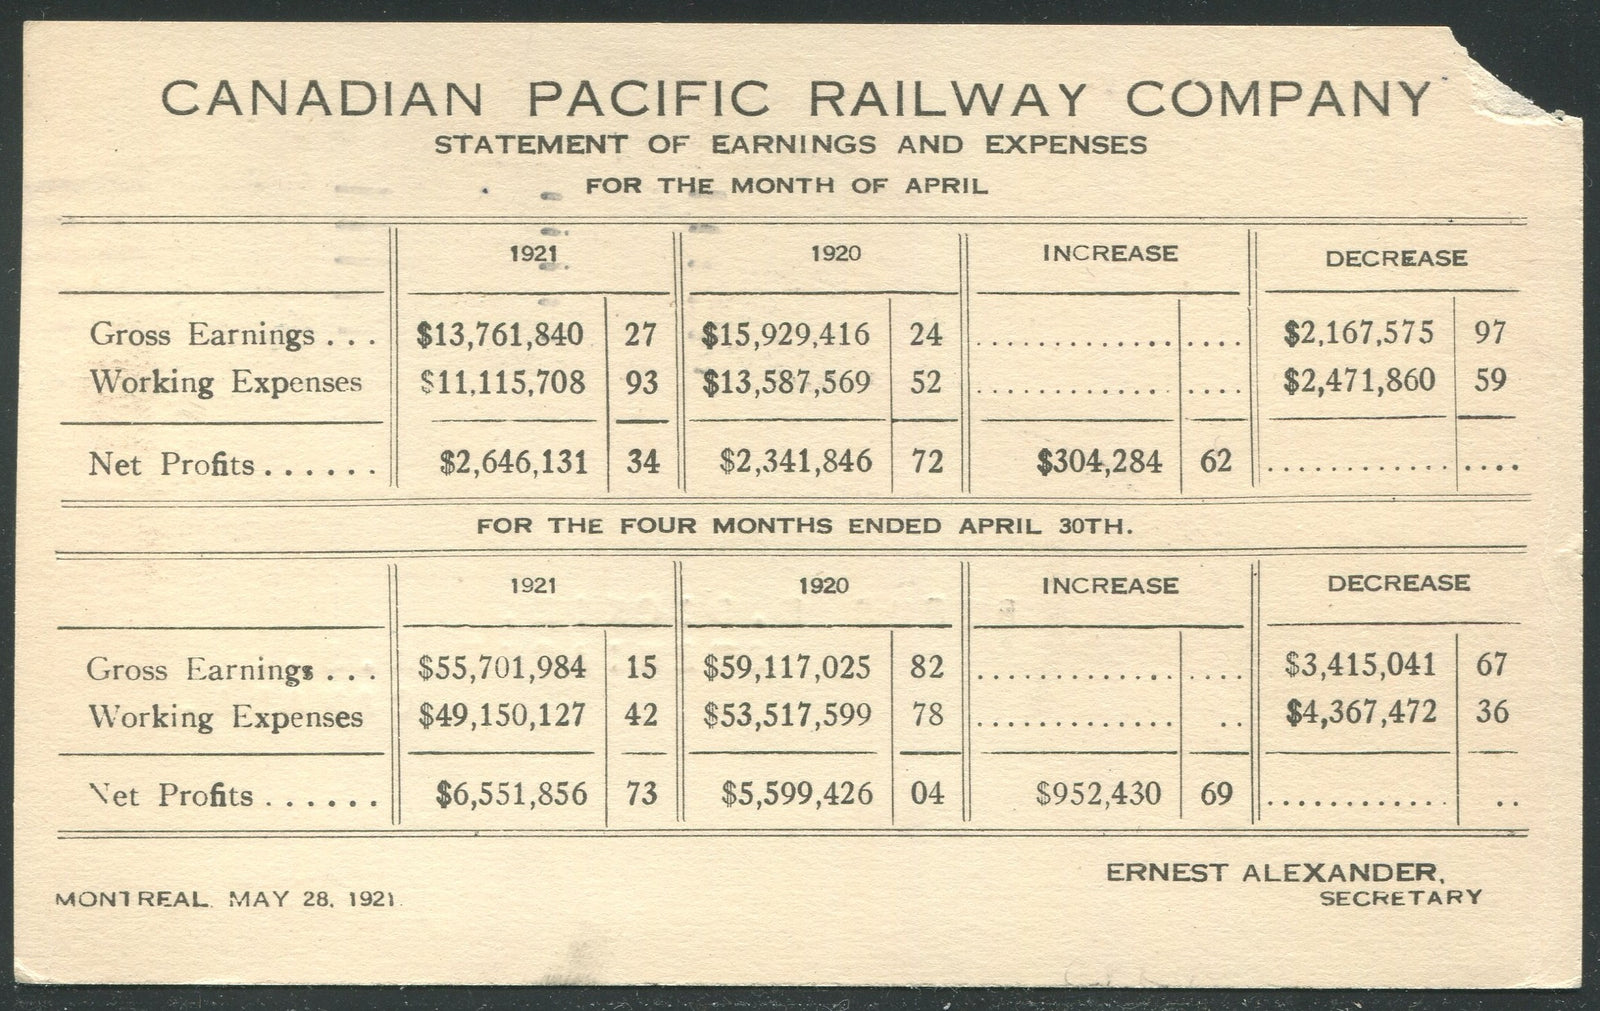 CANADIAN PACIFIC RAILWAY COMPANY
STATEMENT OF EARNINGS AND EXPENSES
FOR THE MONTH OF APRIL
1921 1920 INCREASE DECREASE
Gross Earnings . . . $13,761,840 27 $15,929,416 24 .................. $2,167,575 97
Working Expenses $11,115,708 93 $13,587,569 52 .................. $2,471,860 59
Net Profits . . . . . . $2,646,131 34 $2,341,846 72 $304,284 62 ..................
FOR THE FOUR MONTHS ENDED APRIL 30TH.
1921 1920 INCREASE DECREASE
Gross Earnings . . . $55,701,984 15 $59,117,025 82 .................. $3,415,041 67
Working Expenses $49,150,127 42 $53,517,599 78 ................ $4,367,472 36
Net Profits . . . . . . $6,551,856 73 $5,599,426 04 $952,430 69 ..............
ERNEST ALEXANDER,
MONTREAL MAY 28, 1921. SECRETARY